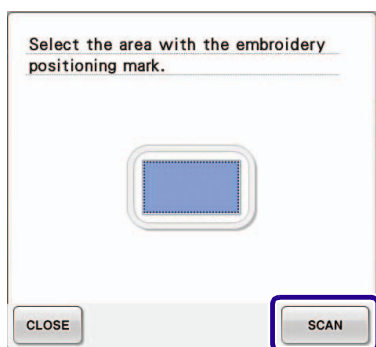 Select the area with the embroidery
positioning mark.
CLOSE
SCAN